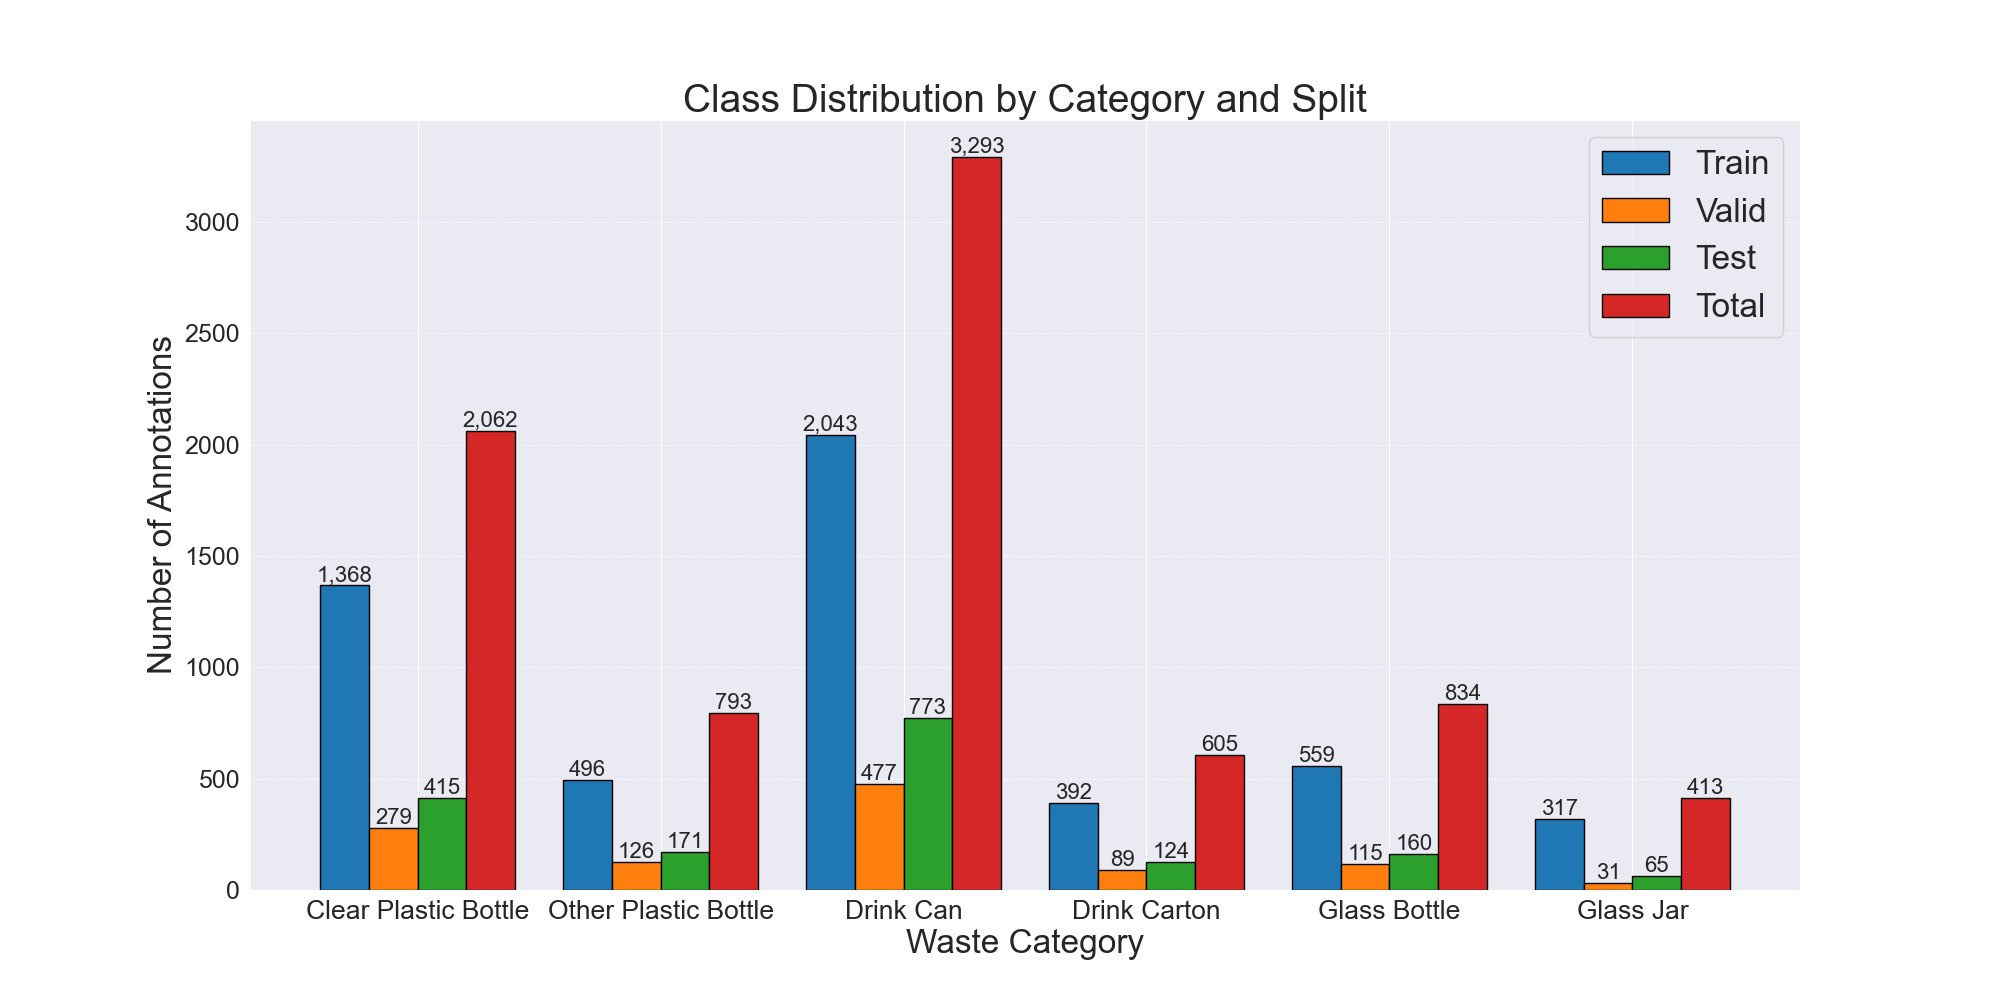 Class Distribution by Category and Split
Train
Valid
Test
Total
Number of Annotations
3000
2500
2000
1500
1000
500
0
1,368
279
415
2,062
496
126
171
793
2,043
477
773
3,293
392
89
124
605
559
115
160
834
317
31
65
413
Clear Plastic Bottle
Other Plastic Bottle
Drink Can
Drink Carton
Glass Bottle
Glass Jar
Waste Category